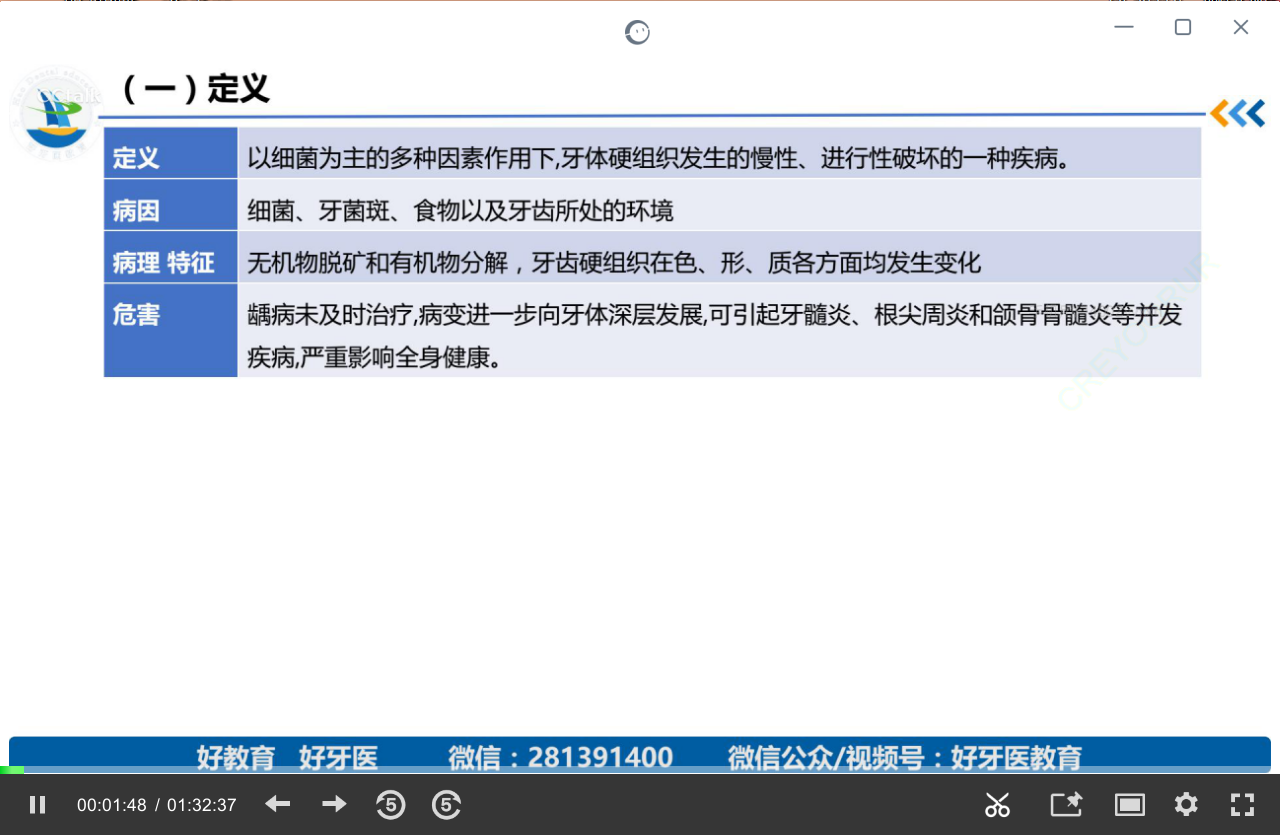 （一）定义
定义 以细菌为主的多种因素作用下,牙体硬组织发生的慢性、进行性破坏的一种疾病。
病因 细菌、牙菌斑、食物以及牙齿所处的环境
病理 特征 无机物脱矿和有机物分解，牙齿硬组织在色、形、质各方面均发生变化
危害 龋病未及时治疗,病变进一步向牙体深层发展,可引起牙髓炎、根尖周炎和颌骨骨髓炎等并发
疾病,严重影响全身健康。
好教育 好牙医 微信：281391400 微信公众/视频号：好牙医教育
00:01:48 / 01:32:37
5 5